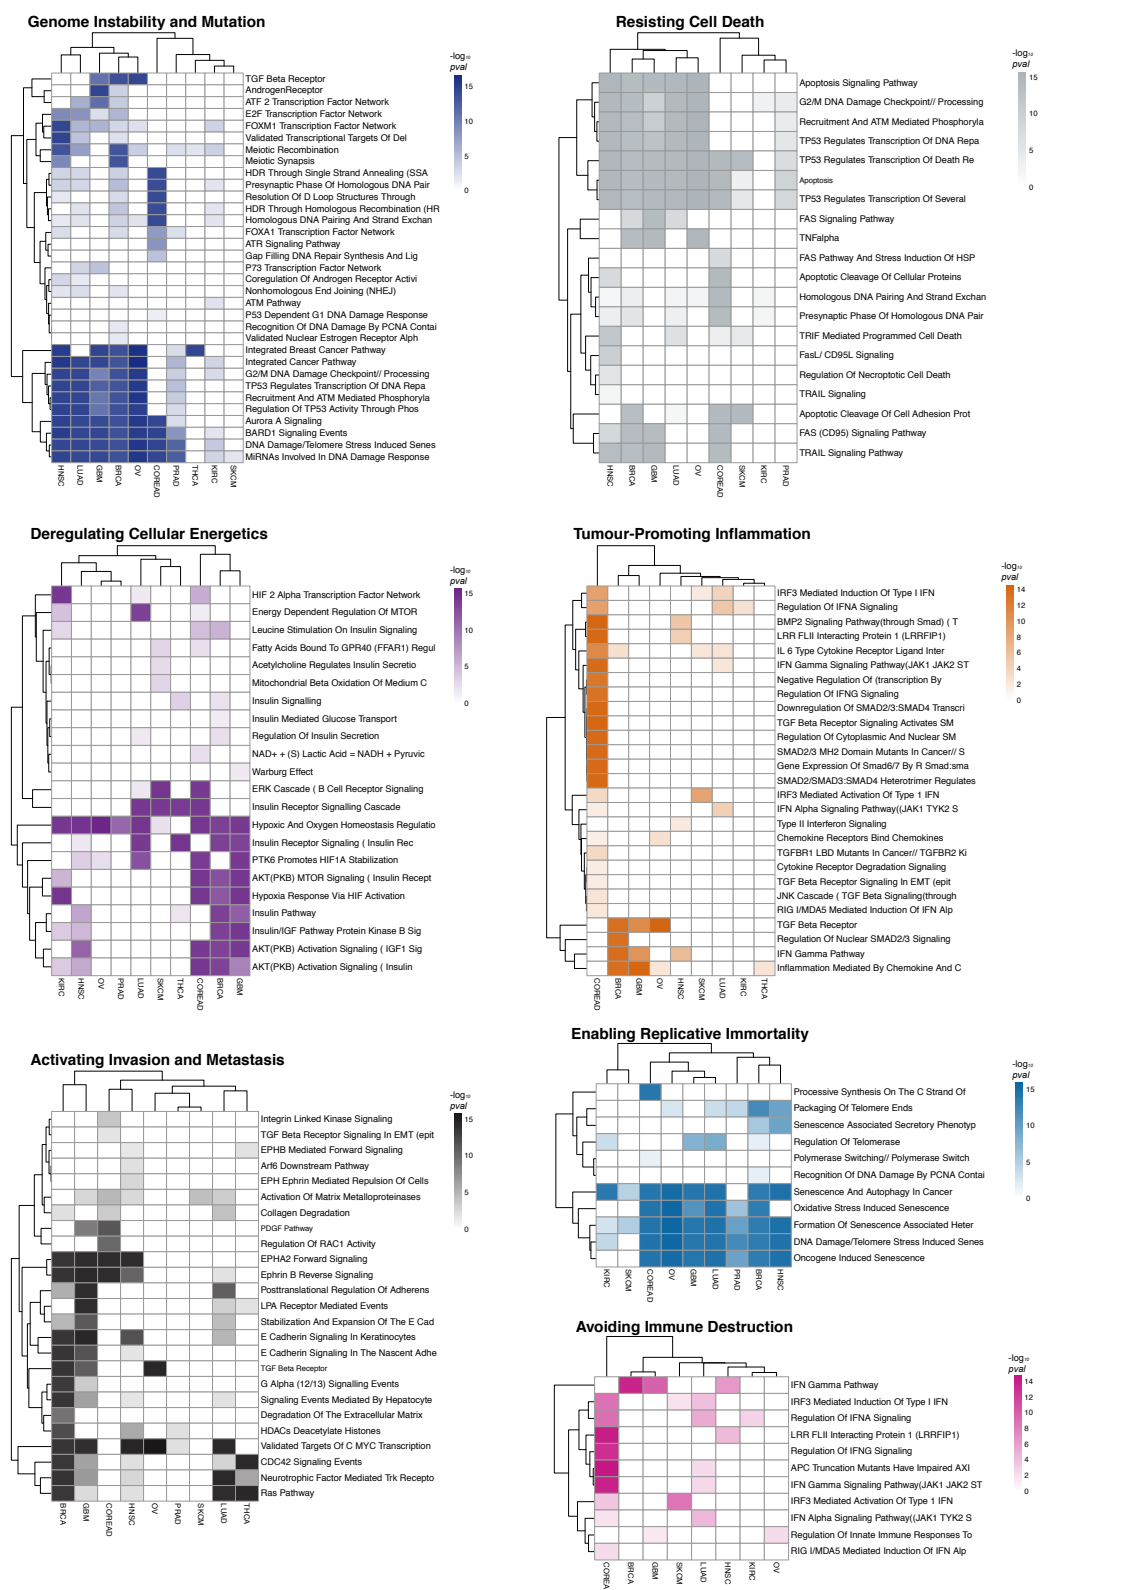 Genome Instability and Mutation
-log₁₀
pval
15
10
5
0
TGF Beta Receptor
AndrogenReceptor
ATF 2 Transcription Factor Network
E2F Transcription Factor Network
FOXM1 Transcription Factor Network
Validated Transcriptional Targets Of Del
Meiotic Recombination
Meiotic Synapsis
HDR Through Single Strand Annealing (SSA
Presynaptic Phase Of Homologous DNA Pair
Resolution Of D Loop Structures Through
HDR Through Homologous Recombination (HR
Homologous DNA Pairing And Strand Exchan
FOXA1 Transcription Factor Network
ATR Signaling Pathway
Gap Filling DNA Repair Synthesis And Lig
P73 Transcription Factor Network
Coregulation Of Androgen Receptor Activi
Nonhomologous End Joining (NHEJ)
ATM Pathway
P53 Dependent G1 DNA Damage Response
Recognition Of DNA Damage By PCNA Contai
Validated Nuclear Estrogen Receptor Alph
Integrated Breast Cancer Pathway
Integrated Cancer Pathway
G2/M DNA Damage Checkpoint// Processing
TP53 Regulates Transcription Of DNA Repa
Recruitment And ATM Mediated Phosphoryla
Regulation Of TP53 Activity Through Phos
Aurora A Signaling
BARD1 Signaling Events
DNA Damage/Telomere Stress Induced Senes
MiRNAs Involved In DNA Damage Response
HNSC
LUAD
GBM
BRCA
OV
COREAD
PRAD
THCA
KIRC
SKCM
Resisting Cell Death
-log₁₀
pval
15
10
5
0
Apoptosis Signaling Pathway
G2/M DNA Damage Checkpoint// Processing
Recruitment And ATM Mediated Phosphoryla
TP53 Regulates Transcription Of DNA Repa
TP53 Regulates Transcription Of Death Re
Apoptosis
TP53 Regulates Transcription Of Several
FAS Signaling Pathway
TNFalpha
FAS Pathway And Stress Induction Of HSP
Apoptotic Cleavage Of Cellular Proteins
Homologous DNA Pairing And Strand Exchan
Presynaptic Phase Of Homologous DNA Pair
TRIF Mediated Programmed Cell Death
FasL/ CD95L Signaling
Regulation Of Necroptotic Cell Death
TRAIL Signaling
Apoptotic Cleavage Of Cell Adhesion Prot
FAS (CD95) Signaling Pathway
TRAIL Signaling Pathway
HNSC
BRCA
GBM
LUAD
OV
COREAD
SKCM
KIRC
PRAD
Deregulating Cellular Energetics
-log₁₀
pval
15
10
5
0
HIF 2 Alpha Transcription Factor Network
Energy Dependent Regulation Of MTOR
Leucine Stimulation On Insulin Signaling
Fatty Acids Bound To GPR40 (FFAR1) Regul
Acetylcholine Regulates Insulin Secretio
Mitochondrial Beta Oxidation Of Medium C
Insulin Signalling
Insulin Mediated Glucose Transport
Regulation Of Insulin Secretion
NAD+ + (S) Lactic Acid = NADH + Pyruvic
Warburg Effect
ERK Cascade ( B Cell Receptor Signaling
Insulin Receptor Signalling Cascade
Hypoxic And Oxygen Homeostasis Regulatio
Insulin Receptor Signaling ( Insulin Rec
PTK6 Promotes HIF1A Stabilization
AKT(PKB) MTOR Signaling ( Insulin Recept
Hypoxia Response Via HIF Activation
Insulin Pathway
Insulin/IGF Pathway Protein Kinase B Sig
AKT(PKB) Activation Signaling ( IGF1 Sig
AKT(PKB) Activation Signaling ( Insulin
KIRC
HNSC
OV
PRAD
LUAD
SKCM
THCA
COREAD
BRCA
GBM
Tumour-Promoting Inflammation
-log₁₀
pval
14
12
10
8
6
4
2
0
IRF3 Mediated Induction Of Type I IFN
Regulation Of IFNA Signaling
BMP2 Signaling Pathway(through Smad) ( T
LRR FLII Interacting Protein 1 (LRRFIP1)
IL 6 Type Cytokine Receptor Ligand Inter
IFN Gamma Signaling Pathway(JAK1 JAK2 ST
Negative Regulation Of (transcription By
Regulation Of IFNG Signaling
Downregulation Of SMAD2/3:SMAD4 Transcri
TGF Beta Receptor Signaling Activates SM
Regulation Of Cytoplasmic And Nuclear SM
SMAD2/3 MH2 Domain Mutants In Cancer// S
Gene Expression Of Smad6/7 By R Smad:sma
SMAD2/SMAD3:SMAD4 Heterotrimer Regulates
IRF3 Mediated Activation Of Type 1 IFN
IFN Alpha Signaling Pathway((JAK1 TYK2 S
Type II Interferon Signaling
Chemokine Receptors Bind Chemokines
TGFBR1 LBD Mutants In Cancer// TGFBR2 Ki
Cytokine Receptor Degradation Signaling
TGF Beta Receptor Signaling In EMT (epit
JNK Cascade ( TGF Beta Signaling(through
RIG I/MDA5 Mediated Induction Of IFN Alp
TGF Beta Receptor
Regulation Of Nuclear SMAD2/3 Signaling
IFN Gamma Pathway
Inflammation Mediated By Chemokine And C
COREAD
BRCA
GBM
OV
HNSC
SKCM
LUAD
KIRC
THCA
Activating Invasion and Metastasis
-log₁₀
pval
15
10
5
0
Integrin Linked Kinase Signaling
TGF Beta Receptor Signaling In EMT (epit
EPHB Mediated Forward Signaling
Arf6 Downstream Pathway
EPH Ephrin Mediated Repulsion Of Cells
Activation Of Matrix Metalloproteinases
Collagen Degradation
PDGF Pathway
Regulation Of RAC1 Activity
EPHA2 Forward Signaling
Ephrin B Reverse Signaling
Posttranslational Regulation Of Adherens
LPA Receptor Mediated Events
Stabilization And Expansion Of The E Cad
E Cadherin Signaling In Keratinocytes
E Cadherin Signaling In The Nascent Adhe
TGF Beta Receptor
G Alpha (12/13) Signalling Events
Signaling Events Mediated By Hepatocyte
Degradation Of The Extracellular Matrix
HDACs Deacetylate Histones
Validated Targets Of C MYC Transcription
CDC42 Signaling Events
Neurotrophic Factor Mediated Trk Recepto
Ras Pathway
BRCA
GBM
COREAD
HNSC
OV
PRAD
SKCM
LUAD
THCA
Enabling Replicative Immortality
-log₁₀
pval
15
10
5
0
Processive Synthesis On The C Strand Of
Packaging Of Telomere Ends
Senescence Associated Secretory Phenotyp
Regulation Of Telomerase
Polymerase Switching// Polymerase Switch
Recognition Of DNA Damage By PCNA Contai
Senescence And Autophagy In Cancer
Oxidative Stress Induced Senescence
Formation Of Senescence Associated Heter
DNA Damage/Telomere Stress Induced Senes
Oncogene Induced Senescence
KIRC
SKCM
COREAD
OV
GBM
LUAD
PRAD
BRCA
HNSC
Avoiding Immune Destruction
-log₁₀
pval
14
12
10
8
6
4
2
0
IFN Gamma Pathway
IRF3 Mediated Induction Of Type I IFN
Regulation Of IFNA Signaling
LRR FLII Interacting Protein 1 (LRRFIP1)
Regulation Of IFNG Signaling
APC Truncation Mutants Have Impaired AXI
IFN Gamma Signaling Pathway(JAK1 JAK2 ST
IRF3 Mediated Activation Of Type 1 IFN
IFN Alpha Signaling Pathway((JAK1 TYK2 S
Regulation Of Innate Immune Responses To
RIG I/MDA5 Mediated Induction Of IFN Alp
COREA
BRCA
GBM
SKCM
LUAD
HNSC
KIRC
OV